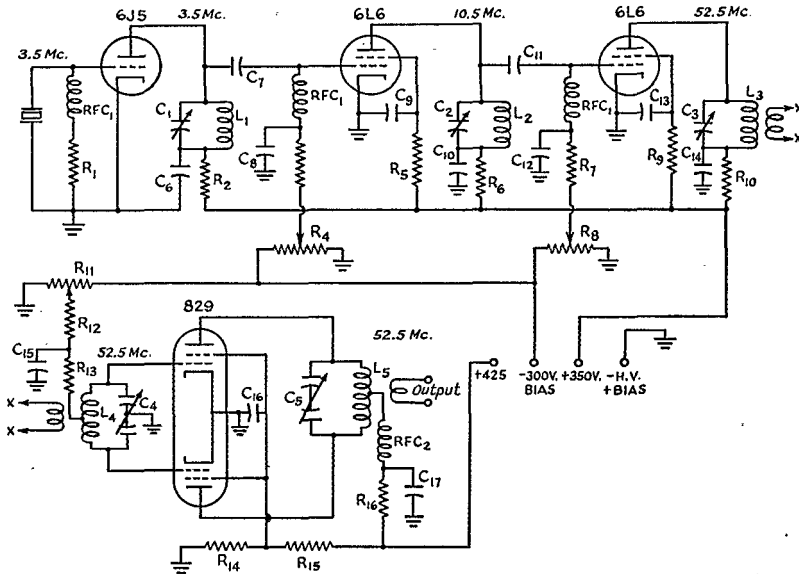 6J5 3.5 Mc. 6L6 10.5 Mc. 6L6 52.5 Mc.
3.5 Mc.
C7 C11
RFC1 C1 L1 RFC1 C9 C2 L2 RFC1 C13 C3 L3 X
X
R1 C6 R2 C8 R5 C10 R6 C12 R7 R9 C14 R10
R4 R8
R11
829
R12 52.5 Mc. 52.5 Mc.
C15 R13 +425 -300V. +350V. -H.V.
BIAS +BIAS
L5 Output
X L4 C4 C16 C5
X
RFC2
R16 C17
R14 R15